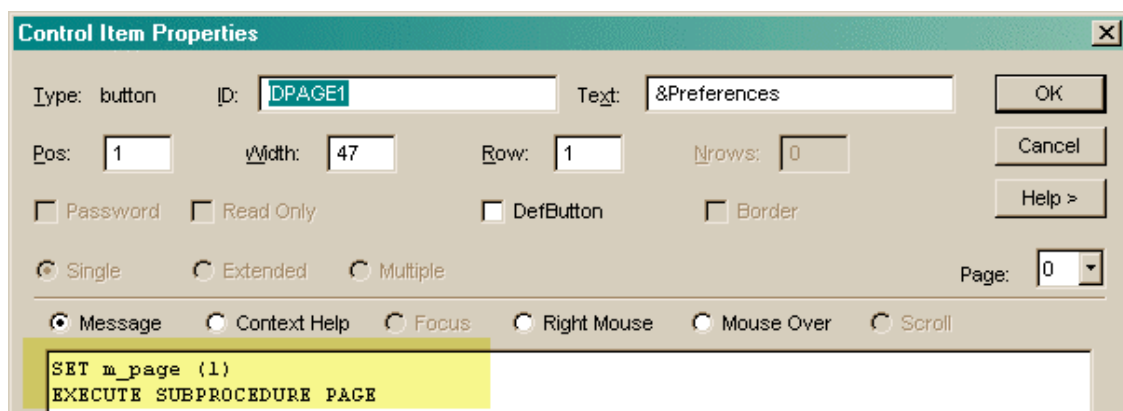 Control Item Properties
Type: button ID: IDPAGE1 Text: &Preferences OK
Pos: 1 Width: 47 Row: 1 Nrows: 0 Cancel
Password Read Only DefButton Border Help >
Single Extended Multiple Page: 0
Message Context Help Focus Right Mouse Mouse Over Scroll
SET m_page (1)
EXECUTE SUBPROCEDURE PAGE